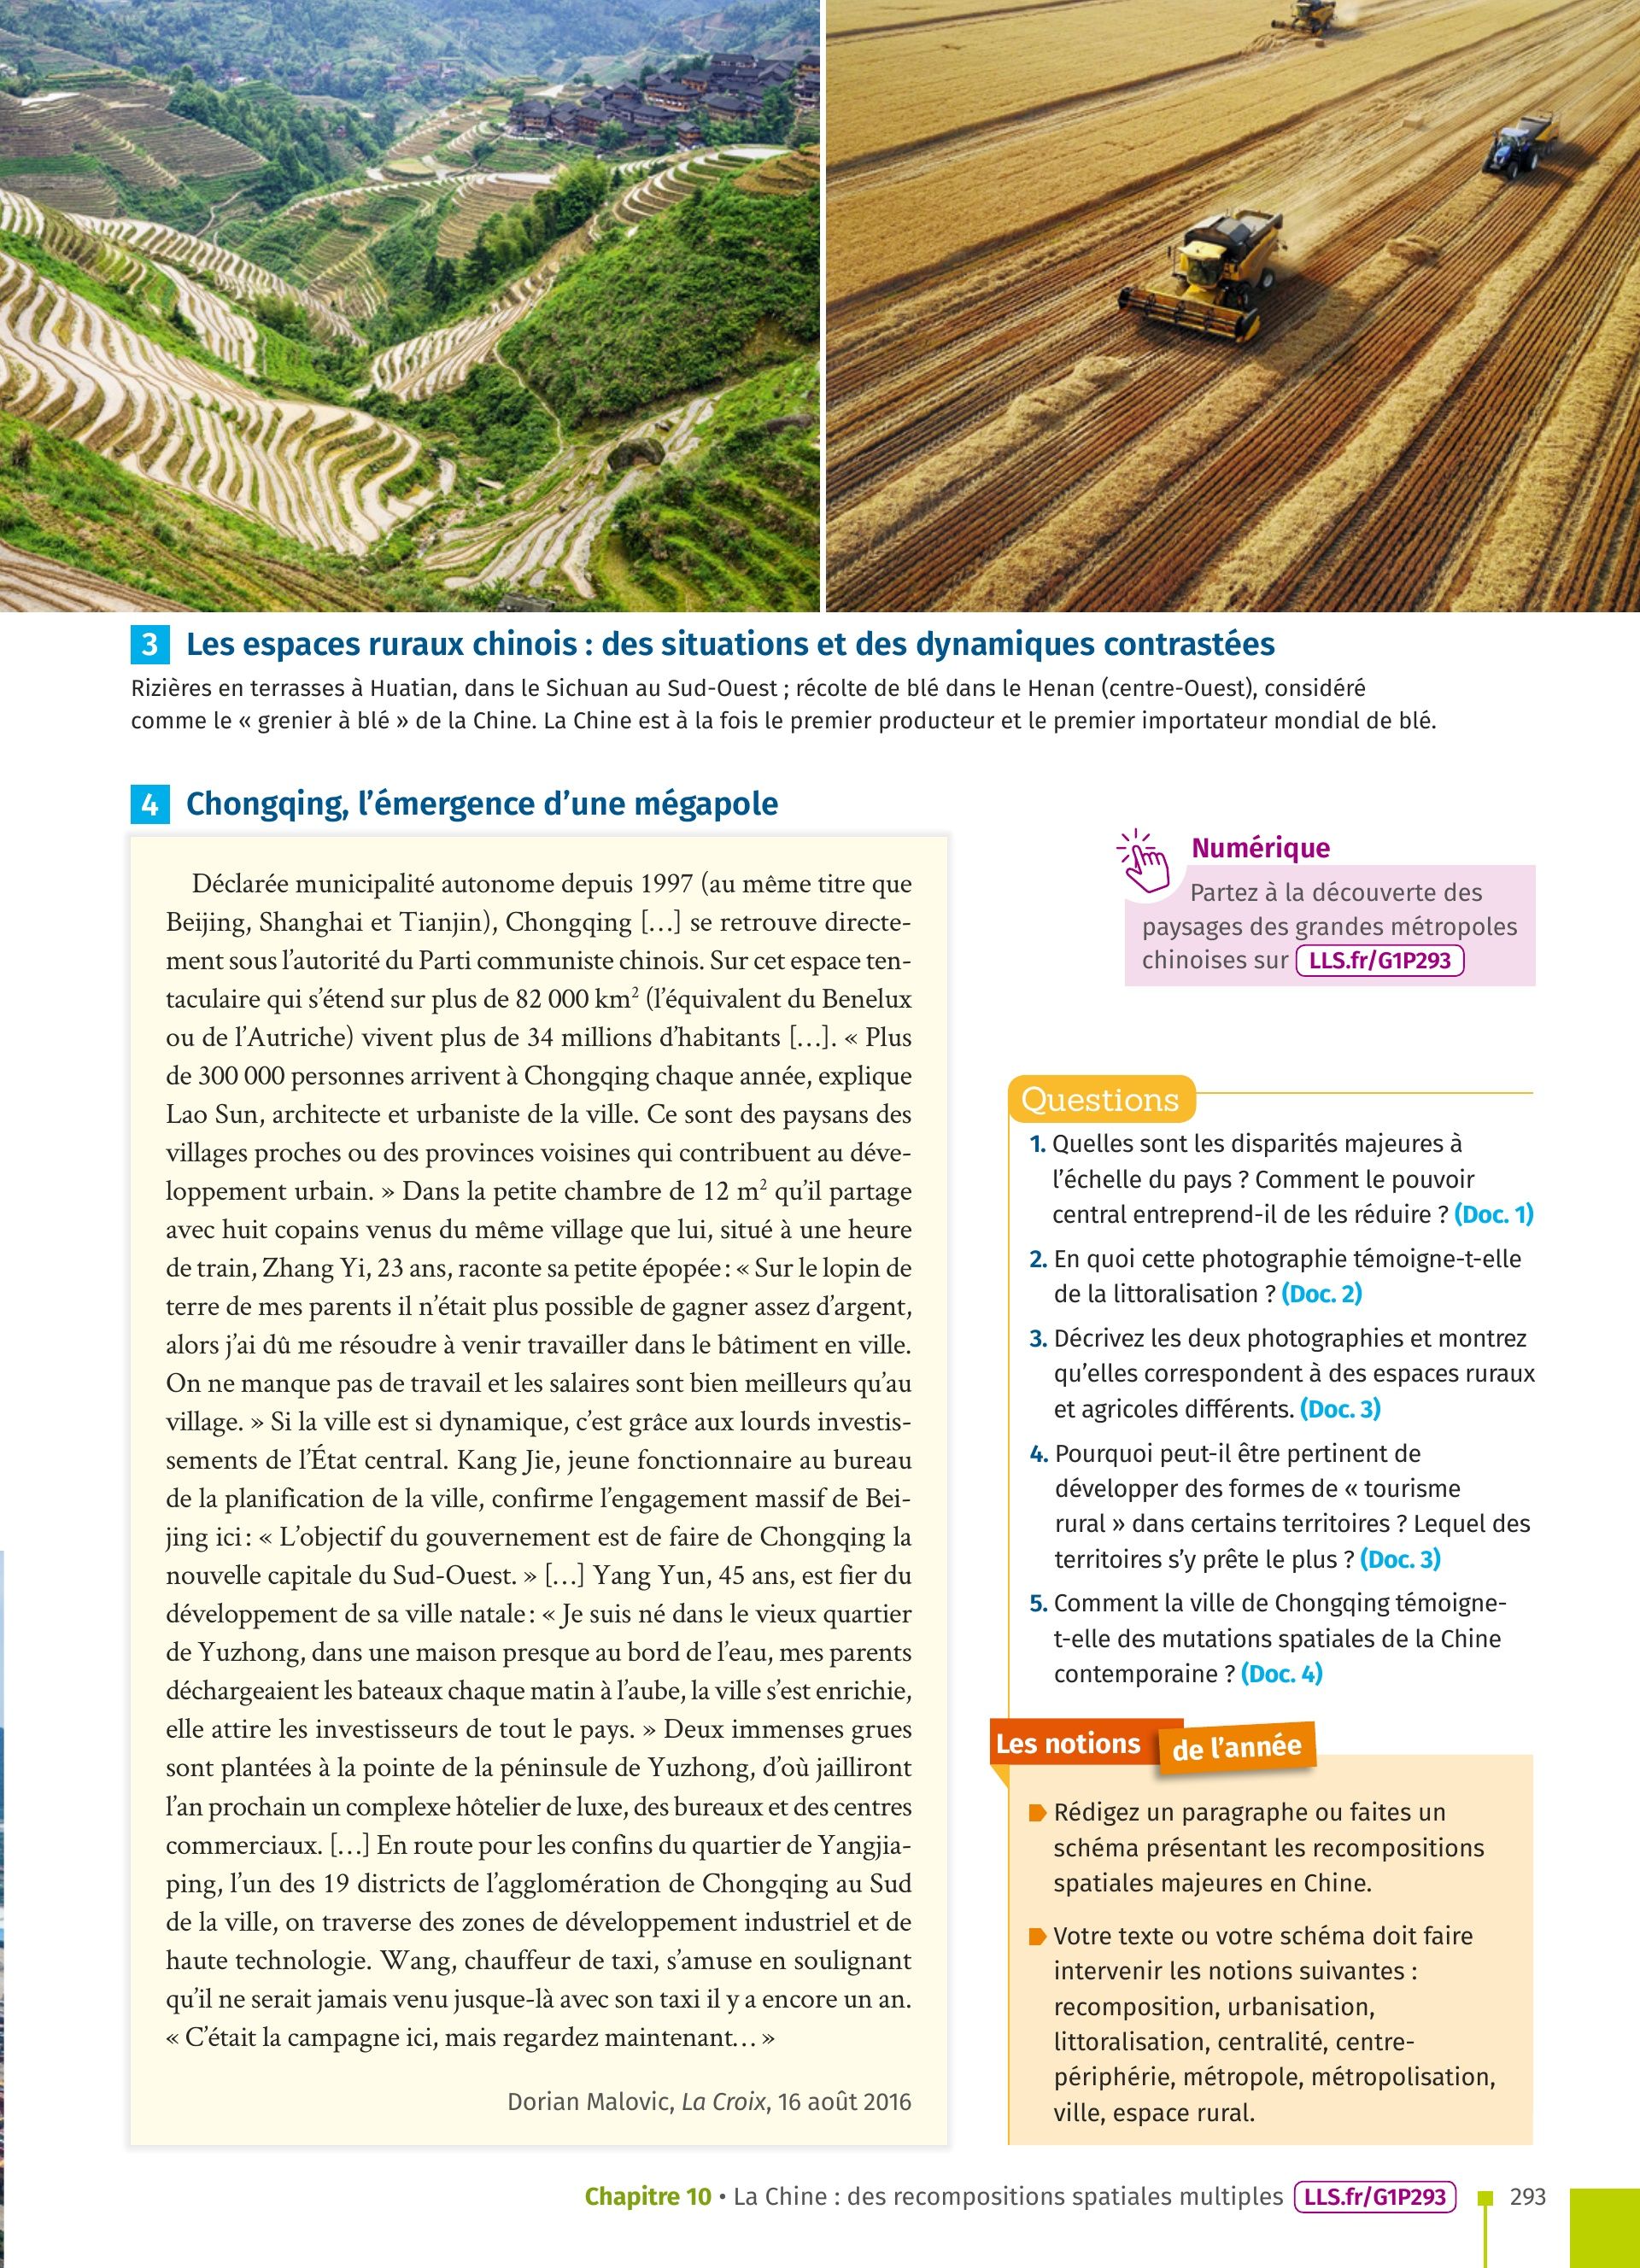 3 Les espaces ruraux chinois : des situations et des dynamiques contrastées
Rizières en terrasses à Huatian, dans le Sichuan au Sud-Ouest ; récolte de blé dans le Henan (centre-Ouest), considéré
comme le « grenier à blé » de la Chine. La Chine est à la fois le premier producteur et le premier importateur mondial de blé.
4 Chongqing, l’émergence d’une mégapole
Déclarée municipalité autonome depuis 1997 (au même titre que
Beijing, Shanghai et Tianjin), Chongqing […] se retrouve directe-
ment sous l’autorité du Parti communiste chinois. Sur cet espace ten-
taculaire qui s’étend sur plus de 82 000 km² (l’équivalent du Benelux
ou de l’Autriche) vivent plus de 34 millions d’habitants […]. « Plus
de 300 000 personnes arrivent à Chongqing chaque année, explique
Lao Sun, architecte et urbaniste de la ville. Ce sont des paysans des
villages proches ou des provinces voisines qui contribuent au déve-
loppement urbain. » Dans la petite chambre de 12 m² qu’il partage
avec huit copains venus du même village que lui, situé à une heure
de train, Zhang Yi, 23 ans, raconte sa petite épopée : « Sur le lopin de
terre de mes parents il n’était plus possible de gagner assez d’argent,
alors j’ai dû me résoudre à venir travailler dans le bâtiment en ville.
On ne manque pas de travail et les salaires sont bien meilleurs qu’au
village. » Si la ville est si dynamique, c’est grâce aux lourds investis-
sements de l’État central. Kang Jie, jeune fonctionnaire au bureau
de la planification de la ville, confirme l’engagement massif de Bei-
jing ici : « L’objectif du gouvernement est de faire de Chongqing la
nouvelle capitale du Sud-Ouest. » […] Yang Yun, 45 ans, est fier du
développement de sa ville natale : « Je suis né dans le vieux quartier
de Yuzhong, dans une maison presque au bord de l’eau, mes parents
déchargeaient les bateaux chaque matin à l’aube, la ville s’est enrichie,
elle attire les investisseurs de tout le pays. » Deux immenses grues
sont plantées à la pointe de la péninsule de Yuzhong, d’où jailliront
l’an prochain un complexe hôtelier de luxe, des bureaux et des centres
commerciaux. […] En route pour les confins du quartier de Yangjia-
ping, l’un des 19 districts de l’agglomération de Chongqing au Sud
de la ville, on traverse des zones de développement industriel et de
haute technologie. Wang, chauffeur de taxi, s’amuse en soulignant
qu’il ne serait jamais venu jusque-là avec son taxi il y a encore un an.
« C’était la campagne ici, mais regardez maintenant… »
Dorian Malovic, La Croix, 16 août 2016
Numérique
Partez à la découverte des
paysages des grandes métropoles
chinoises sur LLS.fr/G1P293
Questions
1. Quelles sont les disparités majeures à
l’échelle du pays ? Comment le pouvoir
central entreprend-il de les réduire ? (Doc. 1)
2. En quoi cette photographie témoigne-t-elle
de la littoralisation ? (Doc. 2)
3. Décrivez les deux photographies et montrez
qu’elles correspondent à des espaces ruraux
et agricoles différents. (Doc. 3)
4. Pourquoi peut-il être pertinent de
développer des formes de « tourisme
rural » dans certains territoires ? Lequel des
territoires s’y prête le plus ? (Doc. 3)
5. Comment la ville de Chongqing témoigne-
t-elle des mutations spatiales de la Chine
contemporaine ? (Doc. 4)
Les notions de l’année
Rédigez un paragraphe ou faites un
schéma présentant les recompositions
spatiales majeures en Chine.
Votre texte ou votre schéma doit faire
intervenir les notions suivantes :
recomposition, urbanisation,
littoralisation, centralité, centre-
périphérie, métropole, métropolisation,
ville, espace rural.
Chapitre 10 • La Chine : des recompositions spatiales multiples LLS.fr/G1P293 293